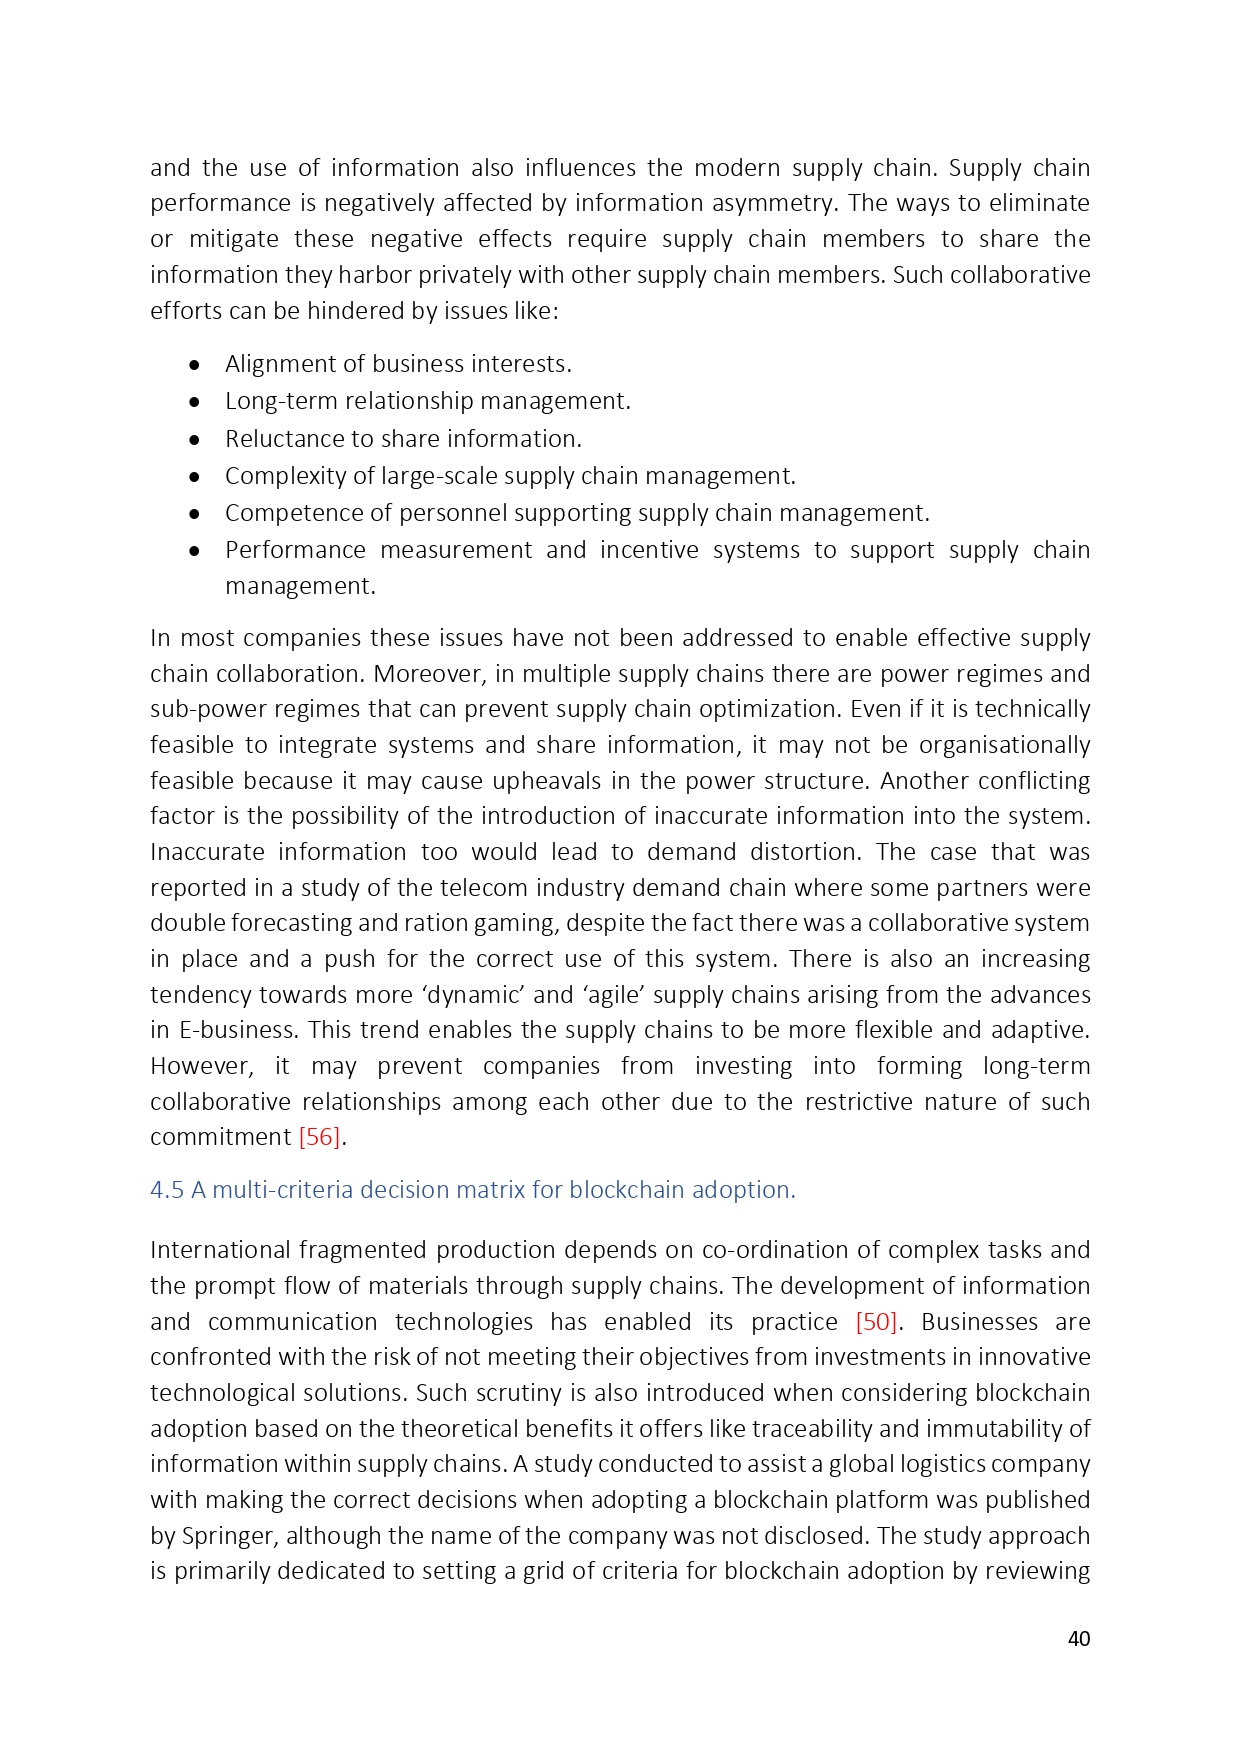 and the use of information also influences the modern supply chain. Supply chain
performance is negatively affected by information asymmetry. The ways to eliminate
or mitigate these negative effects require supply chain members to share the
information they harbor privately with other supply chain members. Such collaborative
efforts can be hindered by issues like:
• Alignment of business interests.
• Long-term relationship management.
• Reluctance to share information.
• Complexity of large-scale supply chain management.
• Competence of personnel supporting supply chain management.
• Performance measurement and incentive systems to support supply chain
management.
In most companies these issues have not been addressed to enable effective supply
chain collaboration. Moreover, in multiple supply chains there are power regimes and
sub-power regimes that can prevent supply chain optimization. Even if it is technically
feasible to integrate systems and share information, it may not be organisationally
feasible because it may cause upheavals in the power structure. Another conflicting
factor is the possibility of the introduction of inaccurate information into the system.
Inaccurate information too would lead to demand distortion. The case that was
reported in a study of the telecom industry demand chain where some partners were
double forecasting and ration gaming, despite the fact there was a collaborative system
in place and a push for the correct use of this system. There is also an increasing
tendency towards more ‘dynamic’ and ‘agile’ supply chains arising from the advances
in E-business. This trend enables the supply chains to be more flexible and adaptive.
However, it may prevent companies from investing into forming long-term
collaborative relationships among each other due to the restrictive nature of such
commitment [56].
4.5 A multi-criteria decision matrix for blockchain adoption.
International fragmented production depends on co-ordination of complex tasks and
the prompt flow of materials through supply chains. The development of information
and communication technologies has enabled its practice [50]. Businesses are
confronted with the risk of not meeting their objectives from investments in innovative
technological solutions. Such scrutiny is also introduced when considering blockchain
adoption based on the theoretical benefits it offers like traceability and immutability of
information within supply chains. A study conducted to assist a global logistics company
with making the correct decisions when adopting a blockchain platform was published
by Springer, although the name of the company was not disclosed. The study approach
is primarily dedicated to setting a grid of criteria for blockchain adoption by reviewing
40